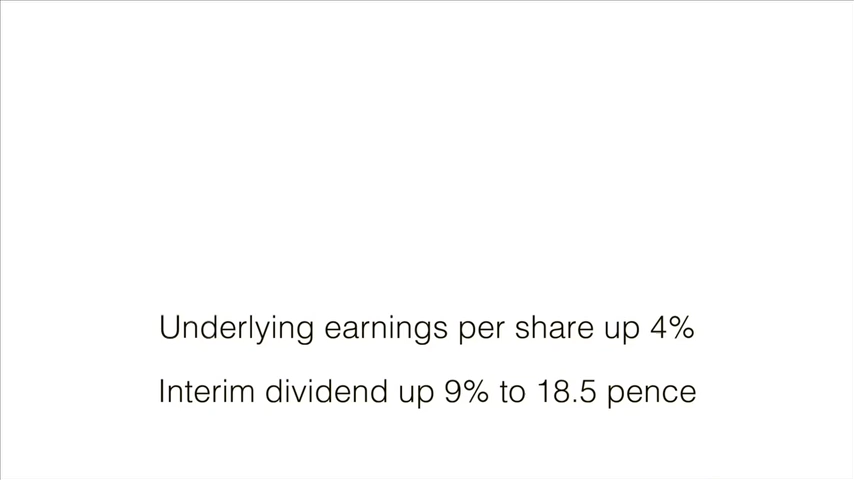 Underlying earnings per share up 4%
Interim dividend up 9% to 18.5 pence